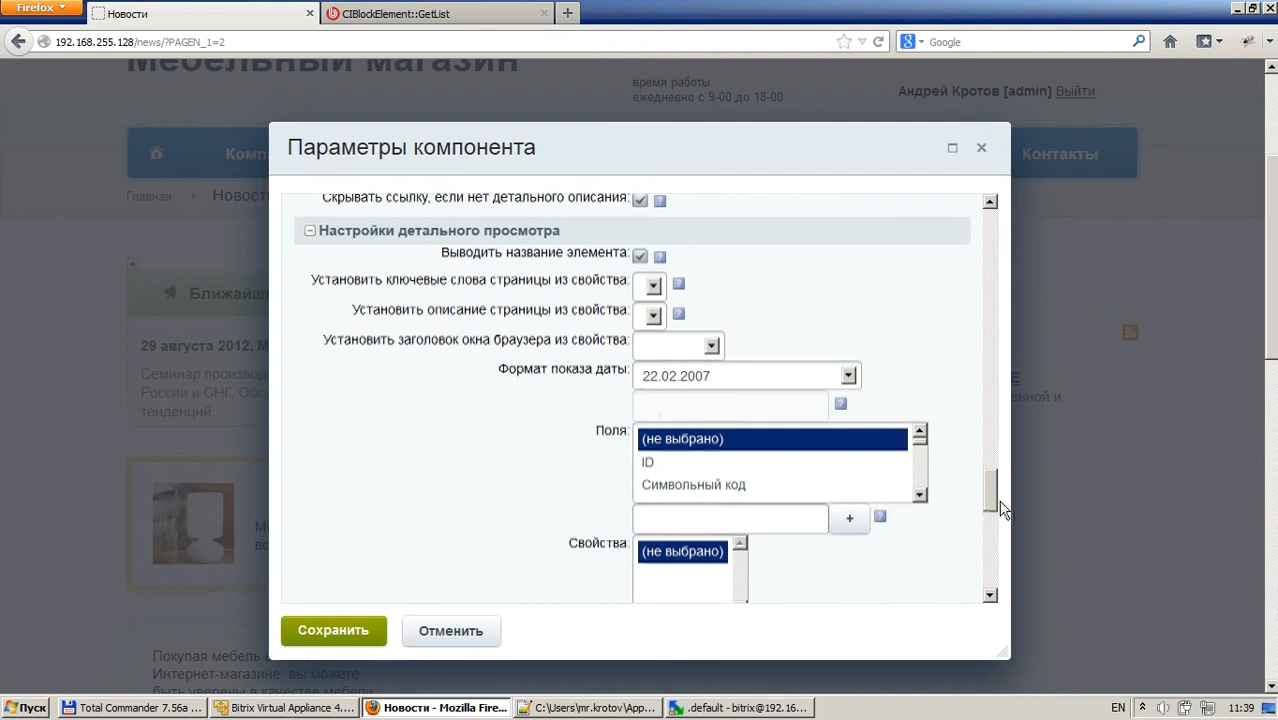 Firefox
Новости
CIBlockElement::GetList
192.168.255.128/news/?PAGEN_1=2
Google
Мебельный магазин
время работы
ежедневно с 9-00 до 18-00
Андрей Кротов [admin] Выйти
Параметры компонента
Контакты
Главная
Скрывать ссылку, если нет детального описания:
Настройки детального просмотра
Выводить название элемента:
Установить ключевые слова страницы из свойства:
Установить описание страницы из свойства:
Установить заголовок окна браузера из свойства:
Формат показа даты:
22.02.2007
29 августа 2012,
Семинар
России и СНГ,
тенденций.
Поля:
(не выбрано)
ID
Символьный код
Свойства:
(не выбрано)
Сохранить
Отменить
Покупая мебель в
Интернет-магазине, вы можете
быть уверены в качестве мебели
Пуск
Total Commander 7.56a ...
Bitrix Virtual Appliance 4....
Новости - Mozilla Fire...
C:\Users\mr.krotov\App...
.default - bitrix@192.16...
EN
11:39